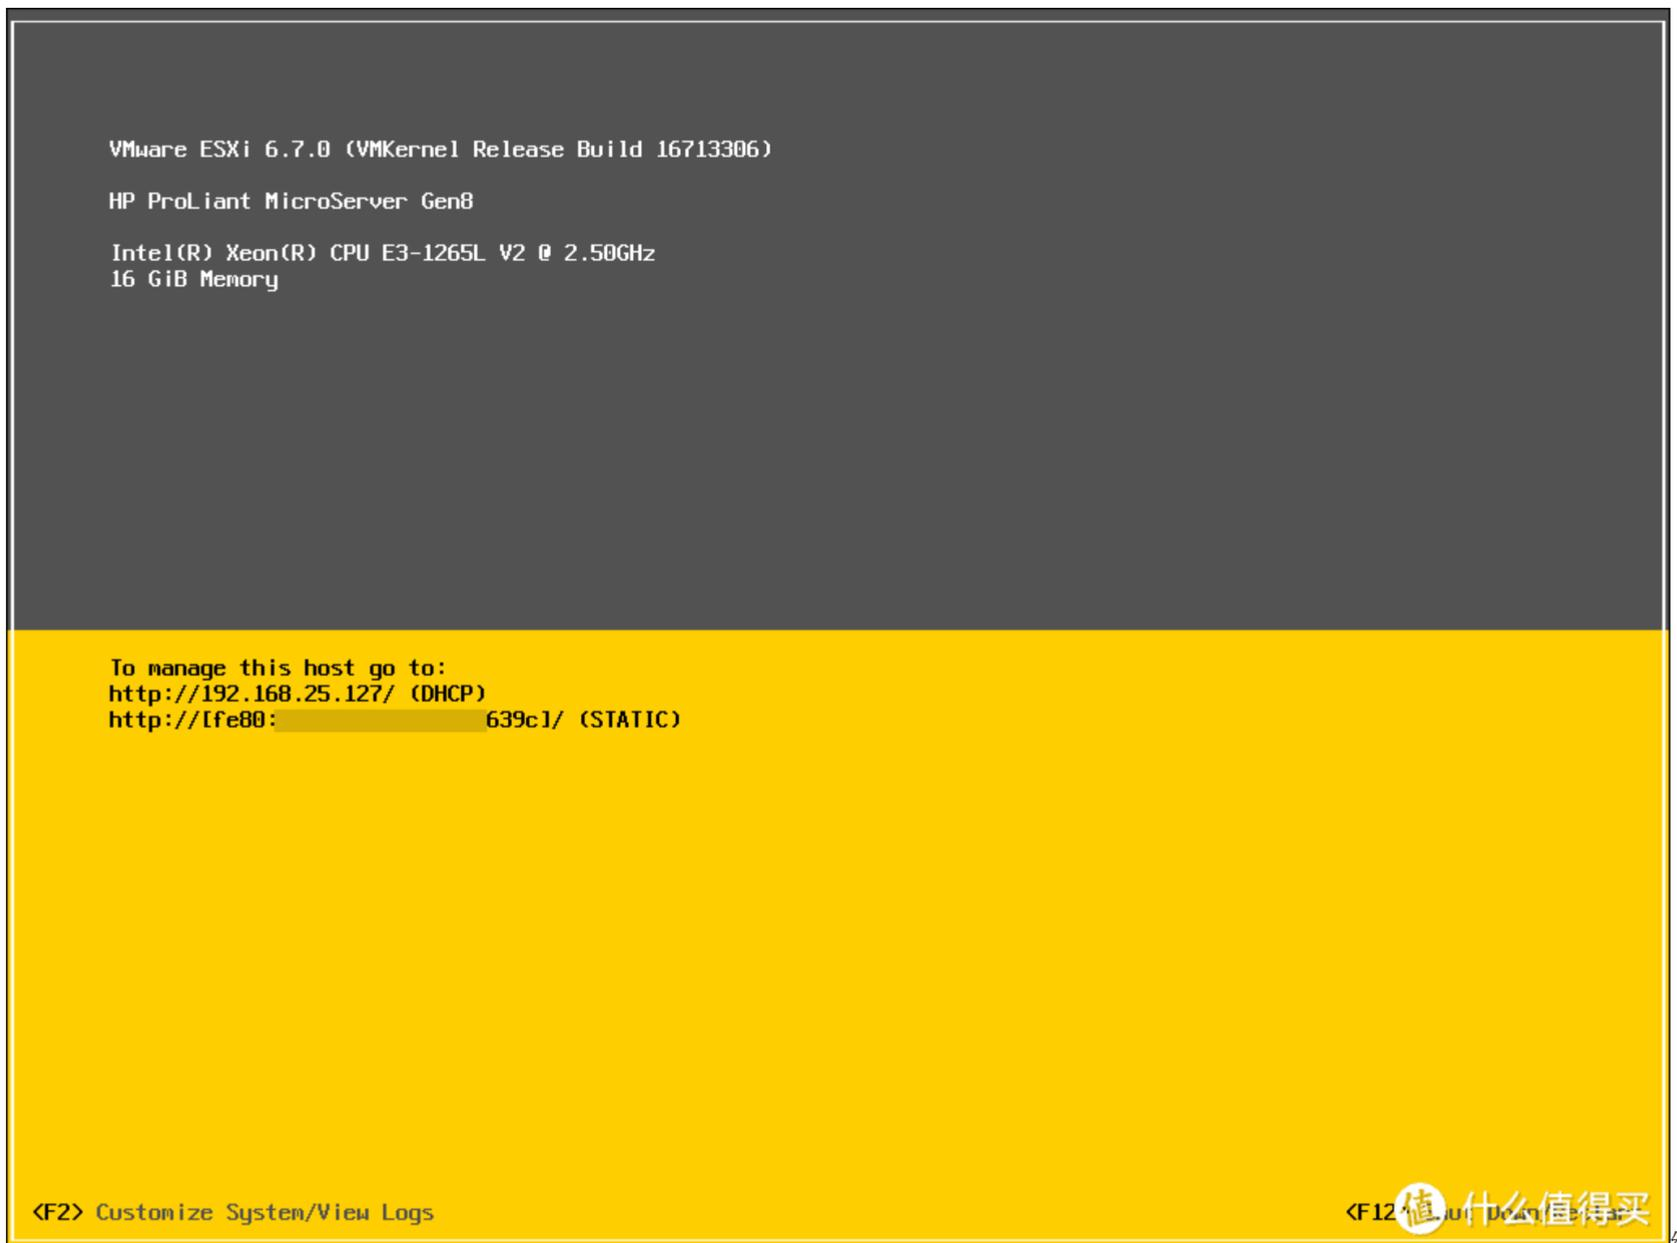 VMware ESXi 6.7.0 (VMKernel Release Build 16713306)
HP ProLiant MicroServer Gen8
Intel(R) Xeon(R) CPU E3-1265L V2 @ 2.50GHz
16 GiB Memory
To manage this host go to:
http://192.168.25.127/ (DHCP)
http://[fe80: 639c]/ (STATIC)
<F2> Customize System/View Logs
<F12
值 什么值得买